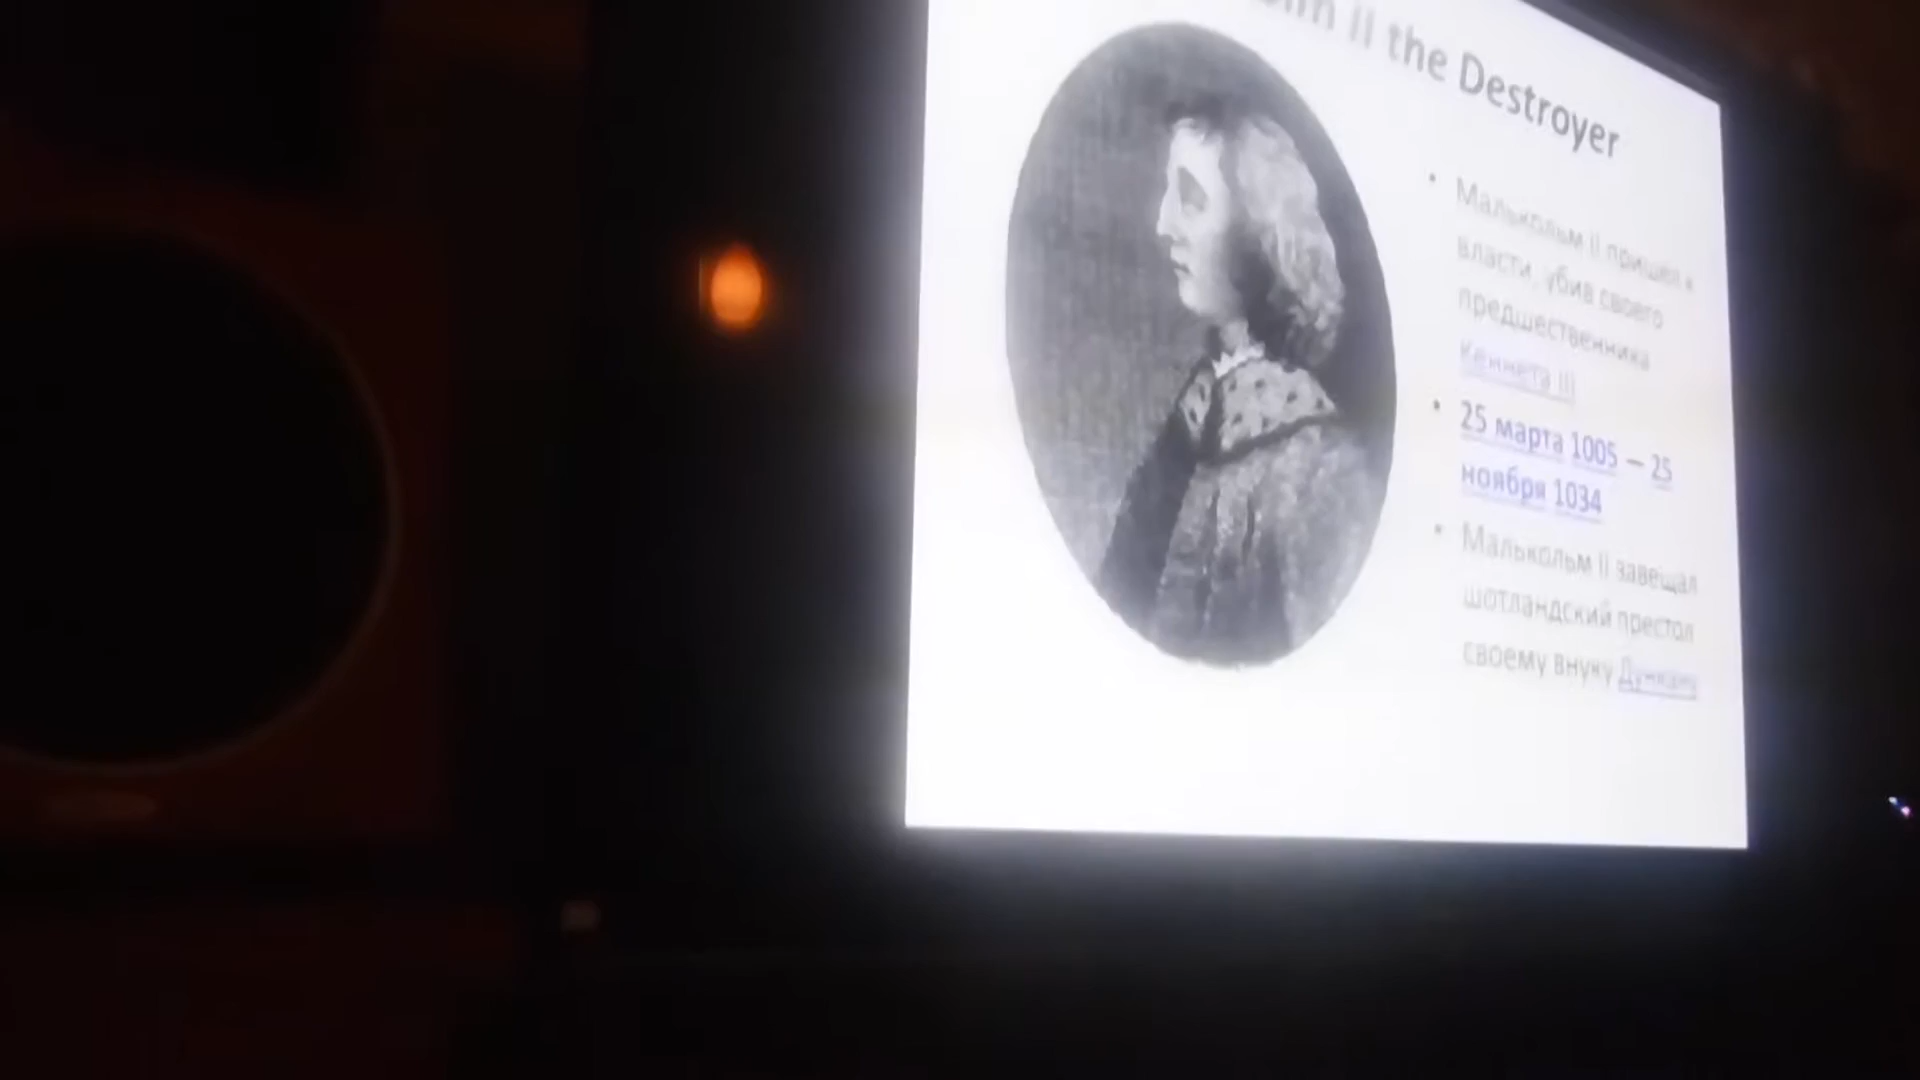 II the Destroyer
• Малькольм II пришел к
власти, убив своего
предшественника
Кеннета III
• 25 марта 1005 – 25
ноября 1034
• Малькольм II завещал
шотландский престол
своему внуку Дункану